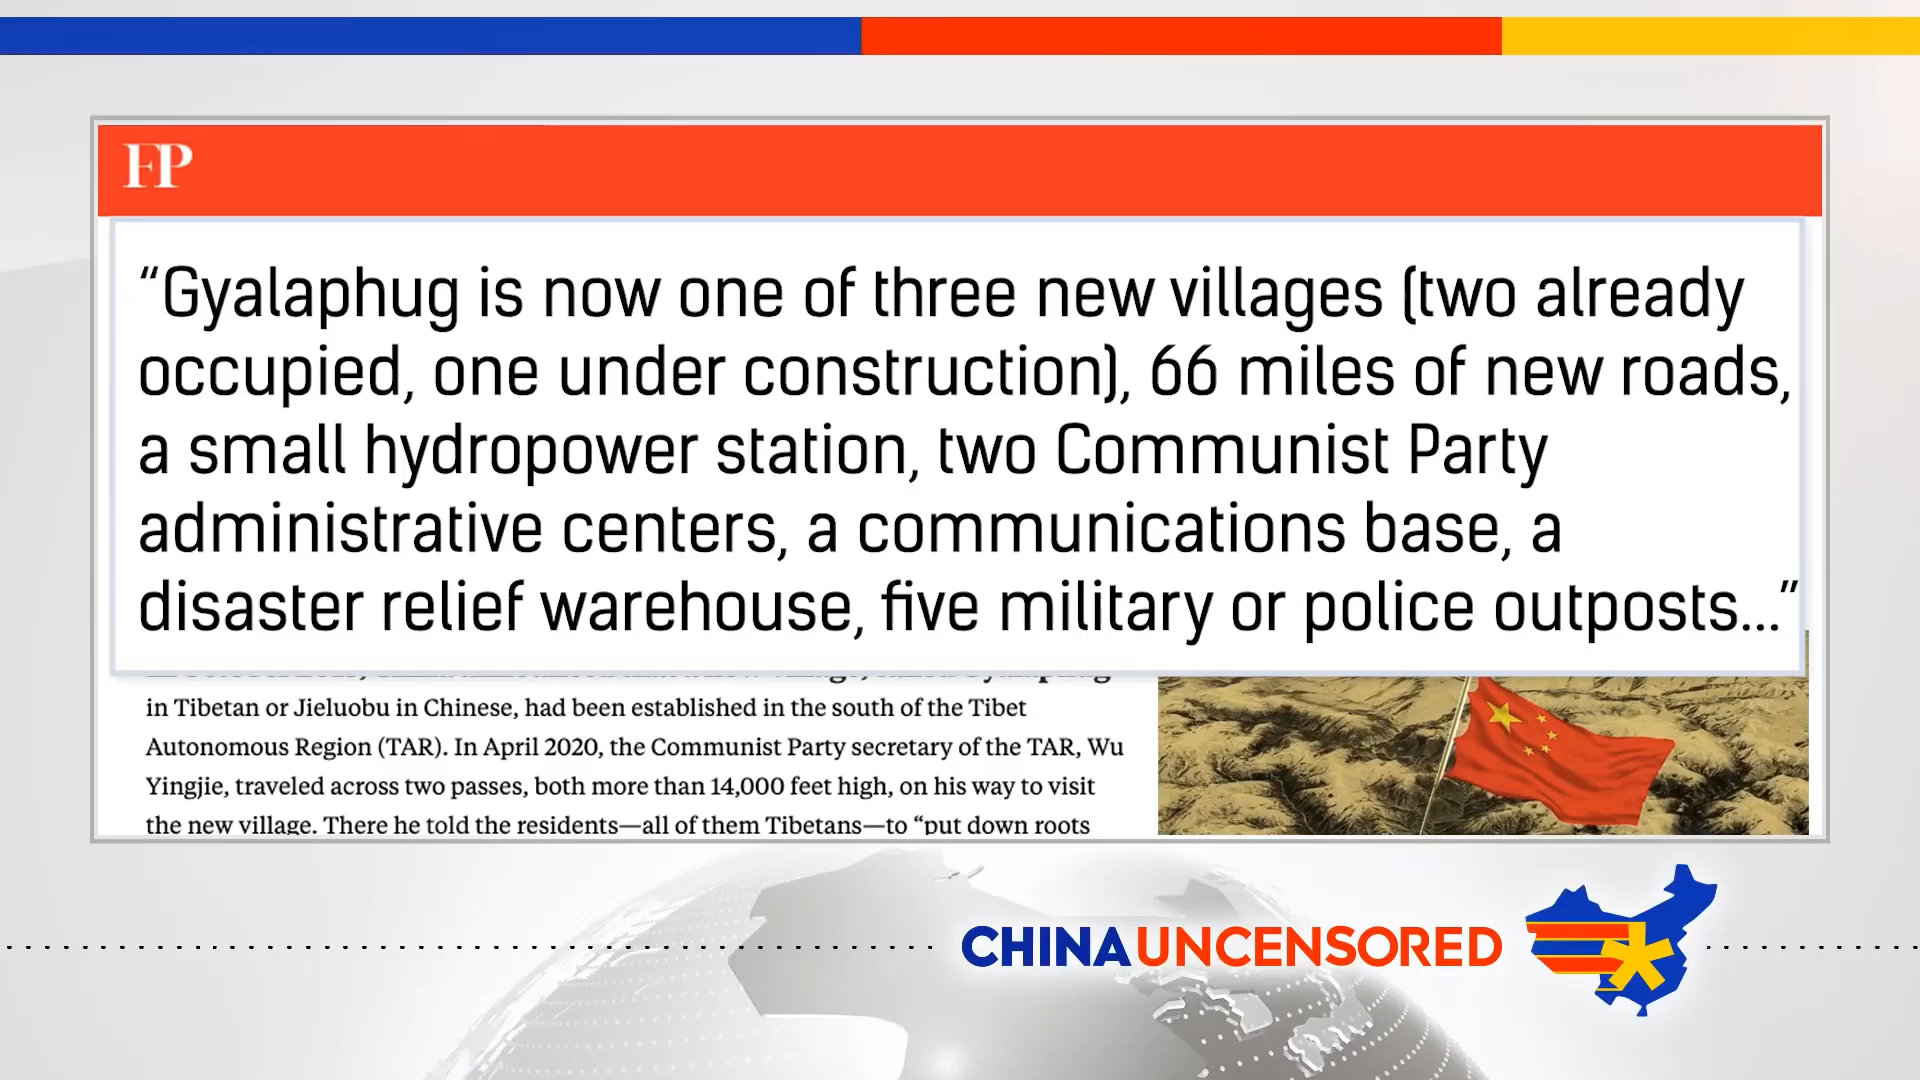 FP
“Gyalaphug is now one of three new villages (two already
occupied, one under construction), 66 miles of new roads,
a small hydropower station, two Communist Party
administrative centers, a communications base, a
disaster relief warehouse, five military or police outposts...”
in Tibetan or Jieluobu in Chinese, had been established in the south of the Tibet
Autonomous Region (TAR). In April 2020, the Communist Party secretary of the TAR, Wu
Yingjie, traveled across two passes, both more than 14,000 feet high, on his way to visit
the new village. There he told the residents—all of them Tibetans—to “put down roots
CHINAUNCENSORED